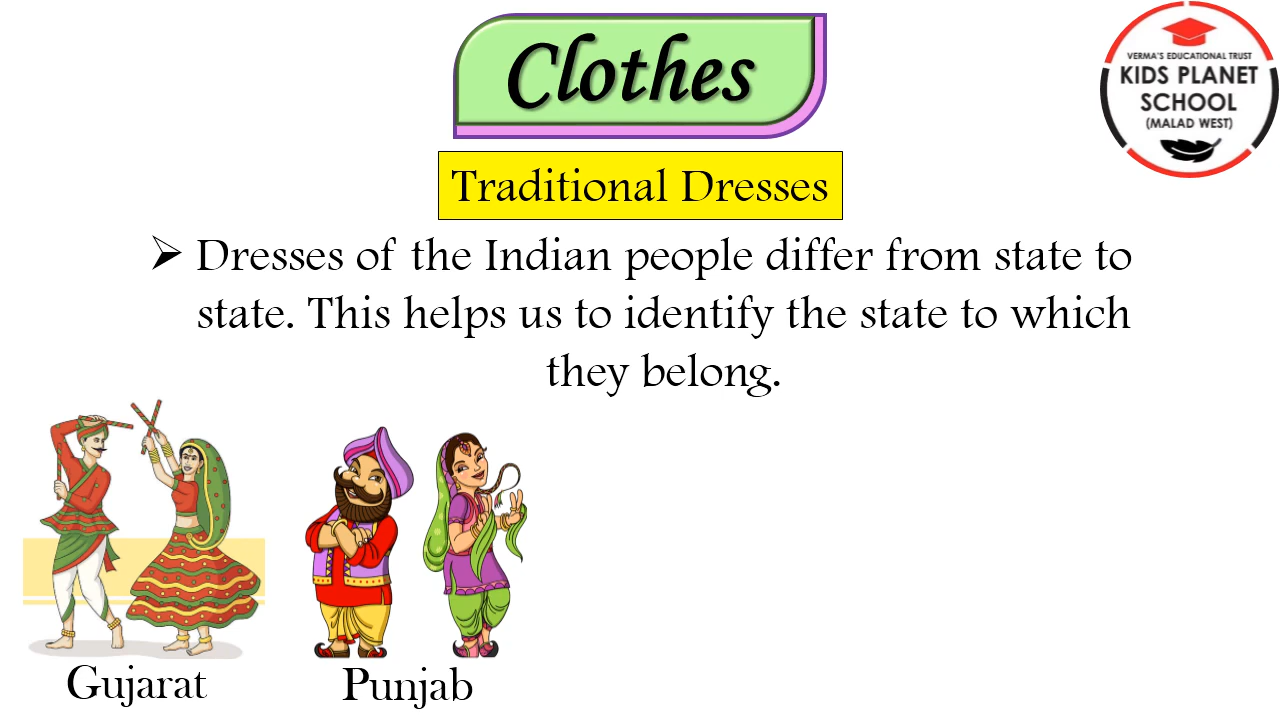 Clothes
VERMA'S EDUCATIONAL TRUST
KIDS PLANET
SCHOOL
(MALAD WEST)
Traditional Dresses
➢ Dresses of the Indian people differ from state to
state. This helps us to identify the state to which
they belong.
Gujarat
Punjab